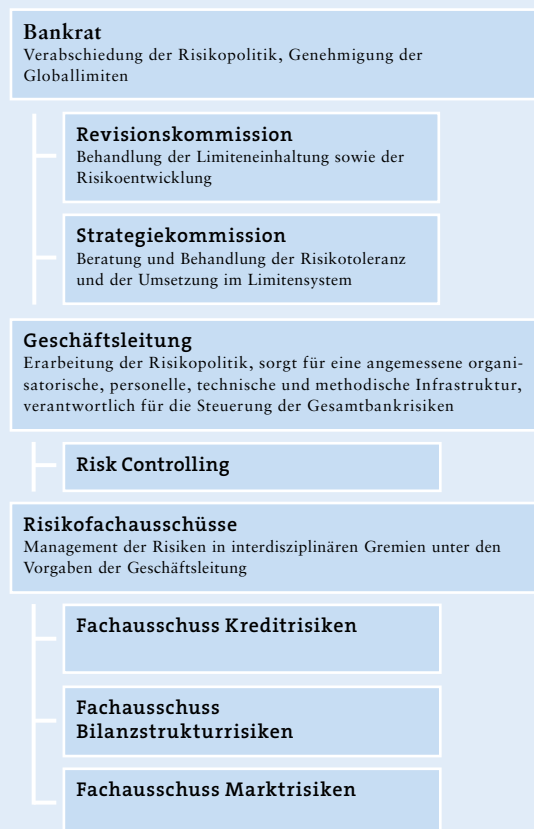 Bankrat
Verabschiedung der Risikopolitik, Genehmigung der
Globallimiten
Revisionskommission
Behandlung der Limiteneinhaltung sowie der
Risikoentwicklung
Strategiekommission
Beratung und Behandlung der Risikotoleranz
und der Umsetzung im Limitensystem
Geschäftsleitung
Erarbeitung der Risikopolitik, sorgt für eine angemessene organi-
satorische, personelle, technische und methodische Infrastruktur,
verantwortlich für die Steuerung der Gesamtbankrisiken
Risk Controlling
Risikofachausschüsse
Management der Risiken in interdisziplinären Gremien unter den
Vorgaben der Geschäftsleitung
Fachausschuss Kreditrisiken
Fachausschuss
Bilanzstrukturrisiken
Fachausschuss Marktrisiken